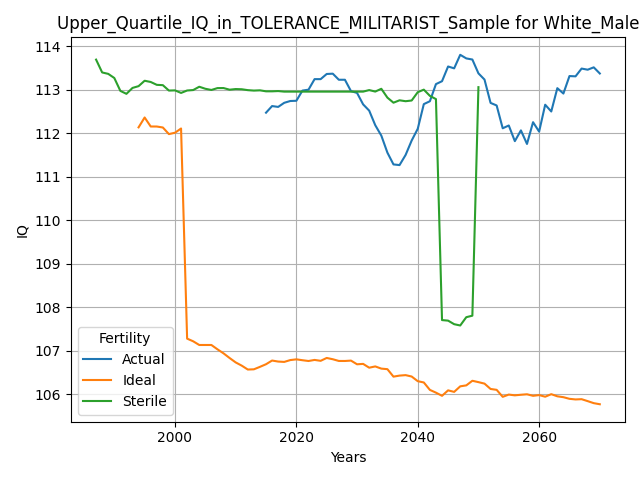 Upper_Quartile_IQ_in_TOLERANCE_MILITARIST_Sample for White_Male
114
113
112
111
110
109
108
107
106
IQ
Fertility
Actual
Ideal
Sterile
2000
2020
2040
2060
Years